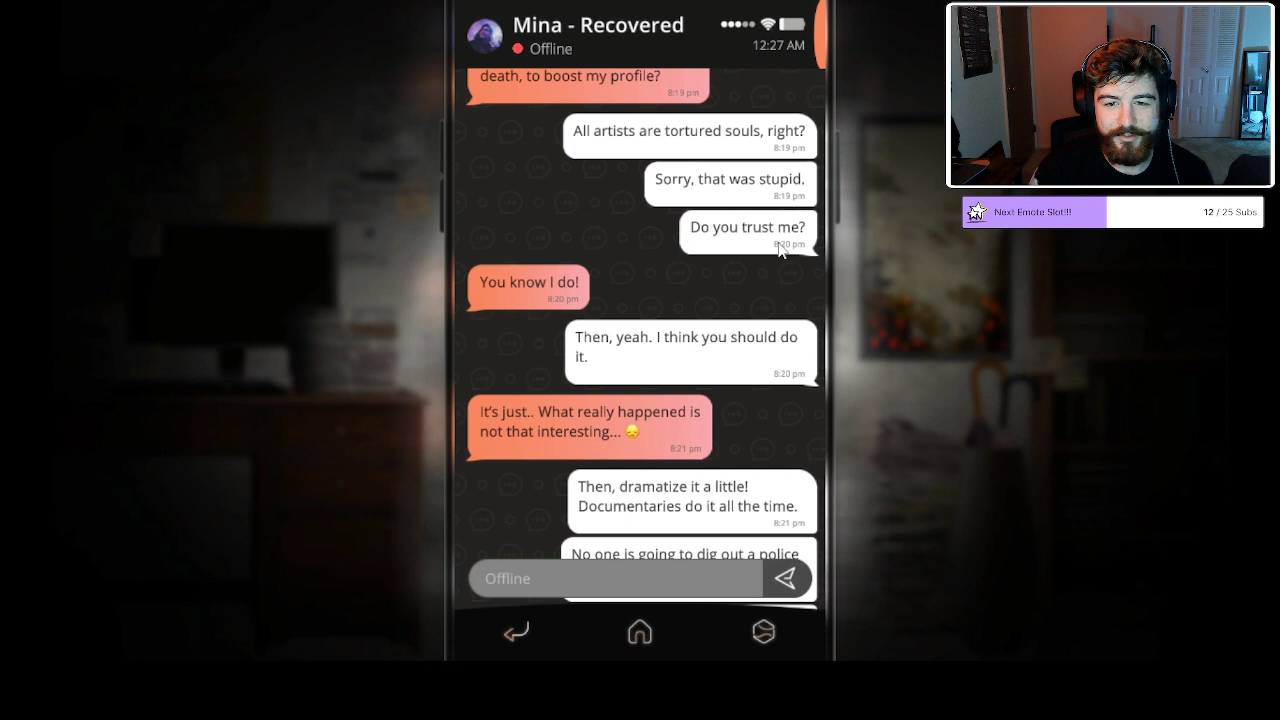 Mina - Recovered
Offline
12:27 AM
death, to boost my profile?
8:19 pm
All artists are tortured souls, right?
8:19 pm
Sorry, that was stupid.
8:19 pm
Do you trust me?
8:20 pm
You know I do!
8:20 pm
Then, yeah. I think you should do
it.
8:20 pm
It's just.. What really happened is
not that interesting...
8:21 pm
Then, dramatize it a little!
Documentaries do it all the time.
8:21 pm
No one is going to dig out a police
Offline
Next Emote Slot!!!
12 / 25 Subs